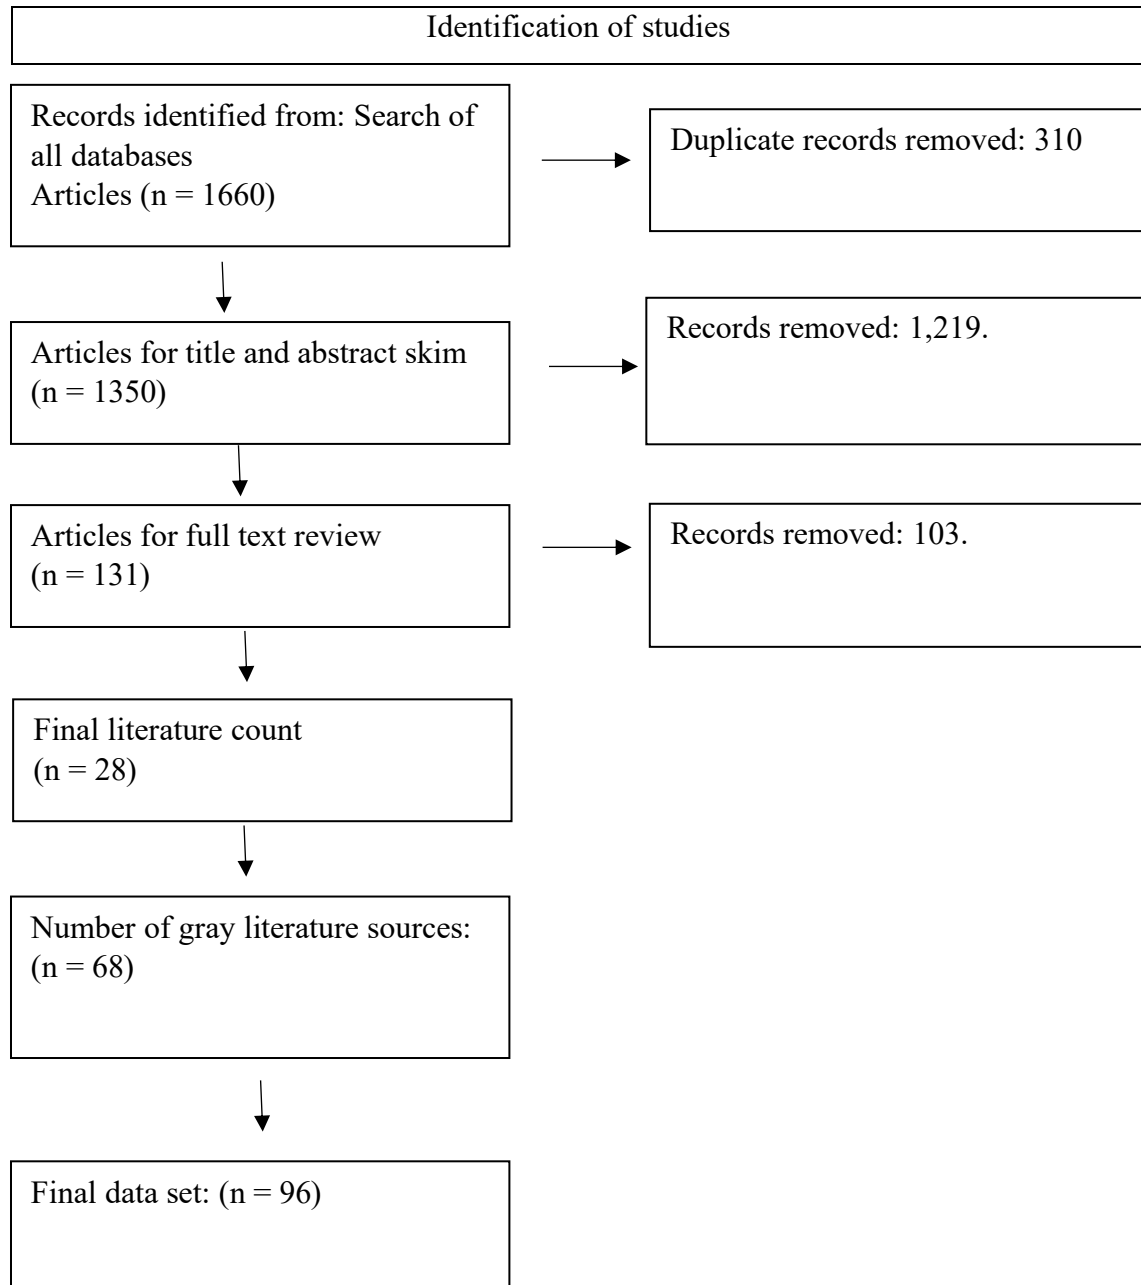 Identification of studies
Records identified from: Search of
all databases
Articles (n = 1660)
Duplicate records removed: 310
Articles for title and abstract skim
(n = 1350)
Records removed: 1,219.
Articles for full text review
(n = 131)
Records removed: 103.
Final literature count
(n = 28)
Number of gray literature sources:
(n = 68)
Final data set: (n = 96)